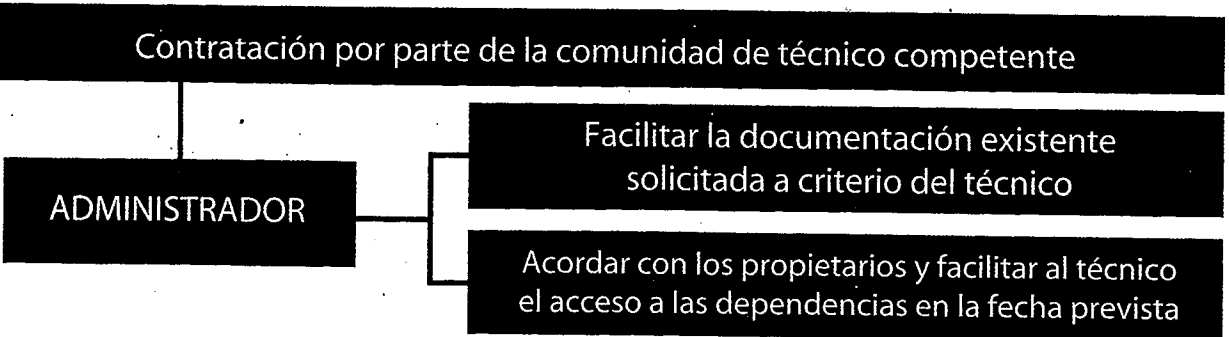 Contratación por parte de la comunidad de técnico competente
ADMINISTRADOR
Facilitar la documentación existente
solicitada a criterio del técnico
Acordar con los propietarios y facilitar al técnico
el acceso a las dependencias en la fecha prevista